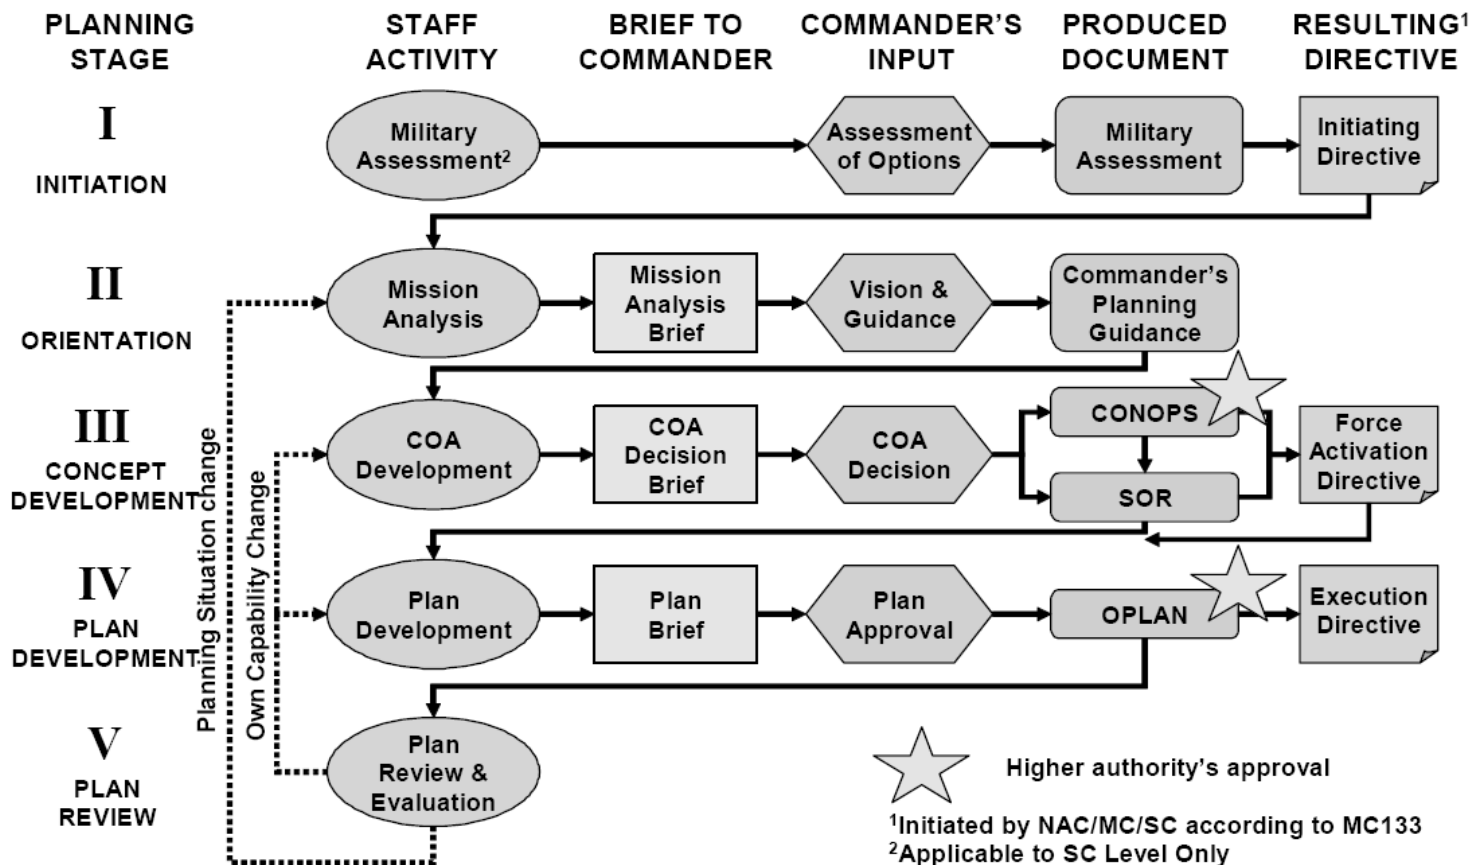 PLANNING
STAGE
STAFF
ACTIVITY
BRIEF TO
COMMANDER
COMMANDER'S
INPUT
PRODUCED
DOCUMENT
RESULTING¹
DIRECTIVE
I
INITIATION
Military
Assessment²
Assessment
of Options
Military
Assessment
Initiating
Directive
II
ORIENTATION
Mission
Analysis
Mission
Analysis
Brief
Vision &
Guidance
Commander's
Planning
Guidance
III
CONCEPT
DEVELOPMENT
COA
Development
COA
Decision
Brief
COA
Decision
CONOPS
SOR
Force
Activation
Directive
Planning Situation change
Own Capability Change
IV
PLAN
DEVELOPMENT
Plan
Development
Plan
Brief
Plan
Approval
OPLAN
Execution
Directive
V
PLAN
REVIEW
Plan
Review &
Evaluation
Higher authority's approval
¹Initiated by NAC/MC/SC according to MC133
²Applicable to SC Level Only